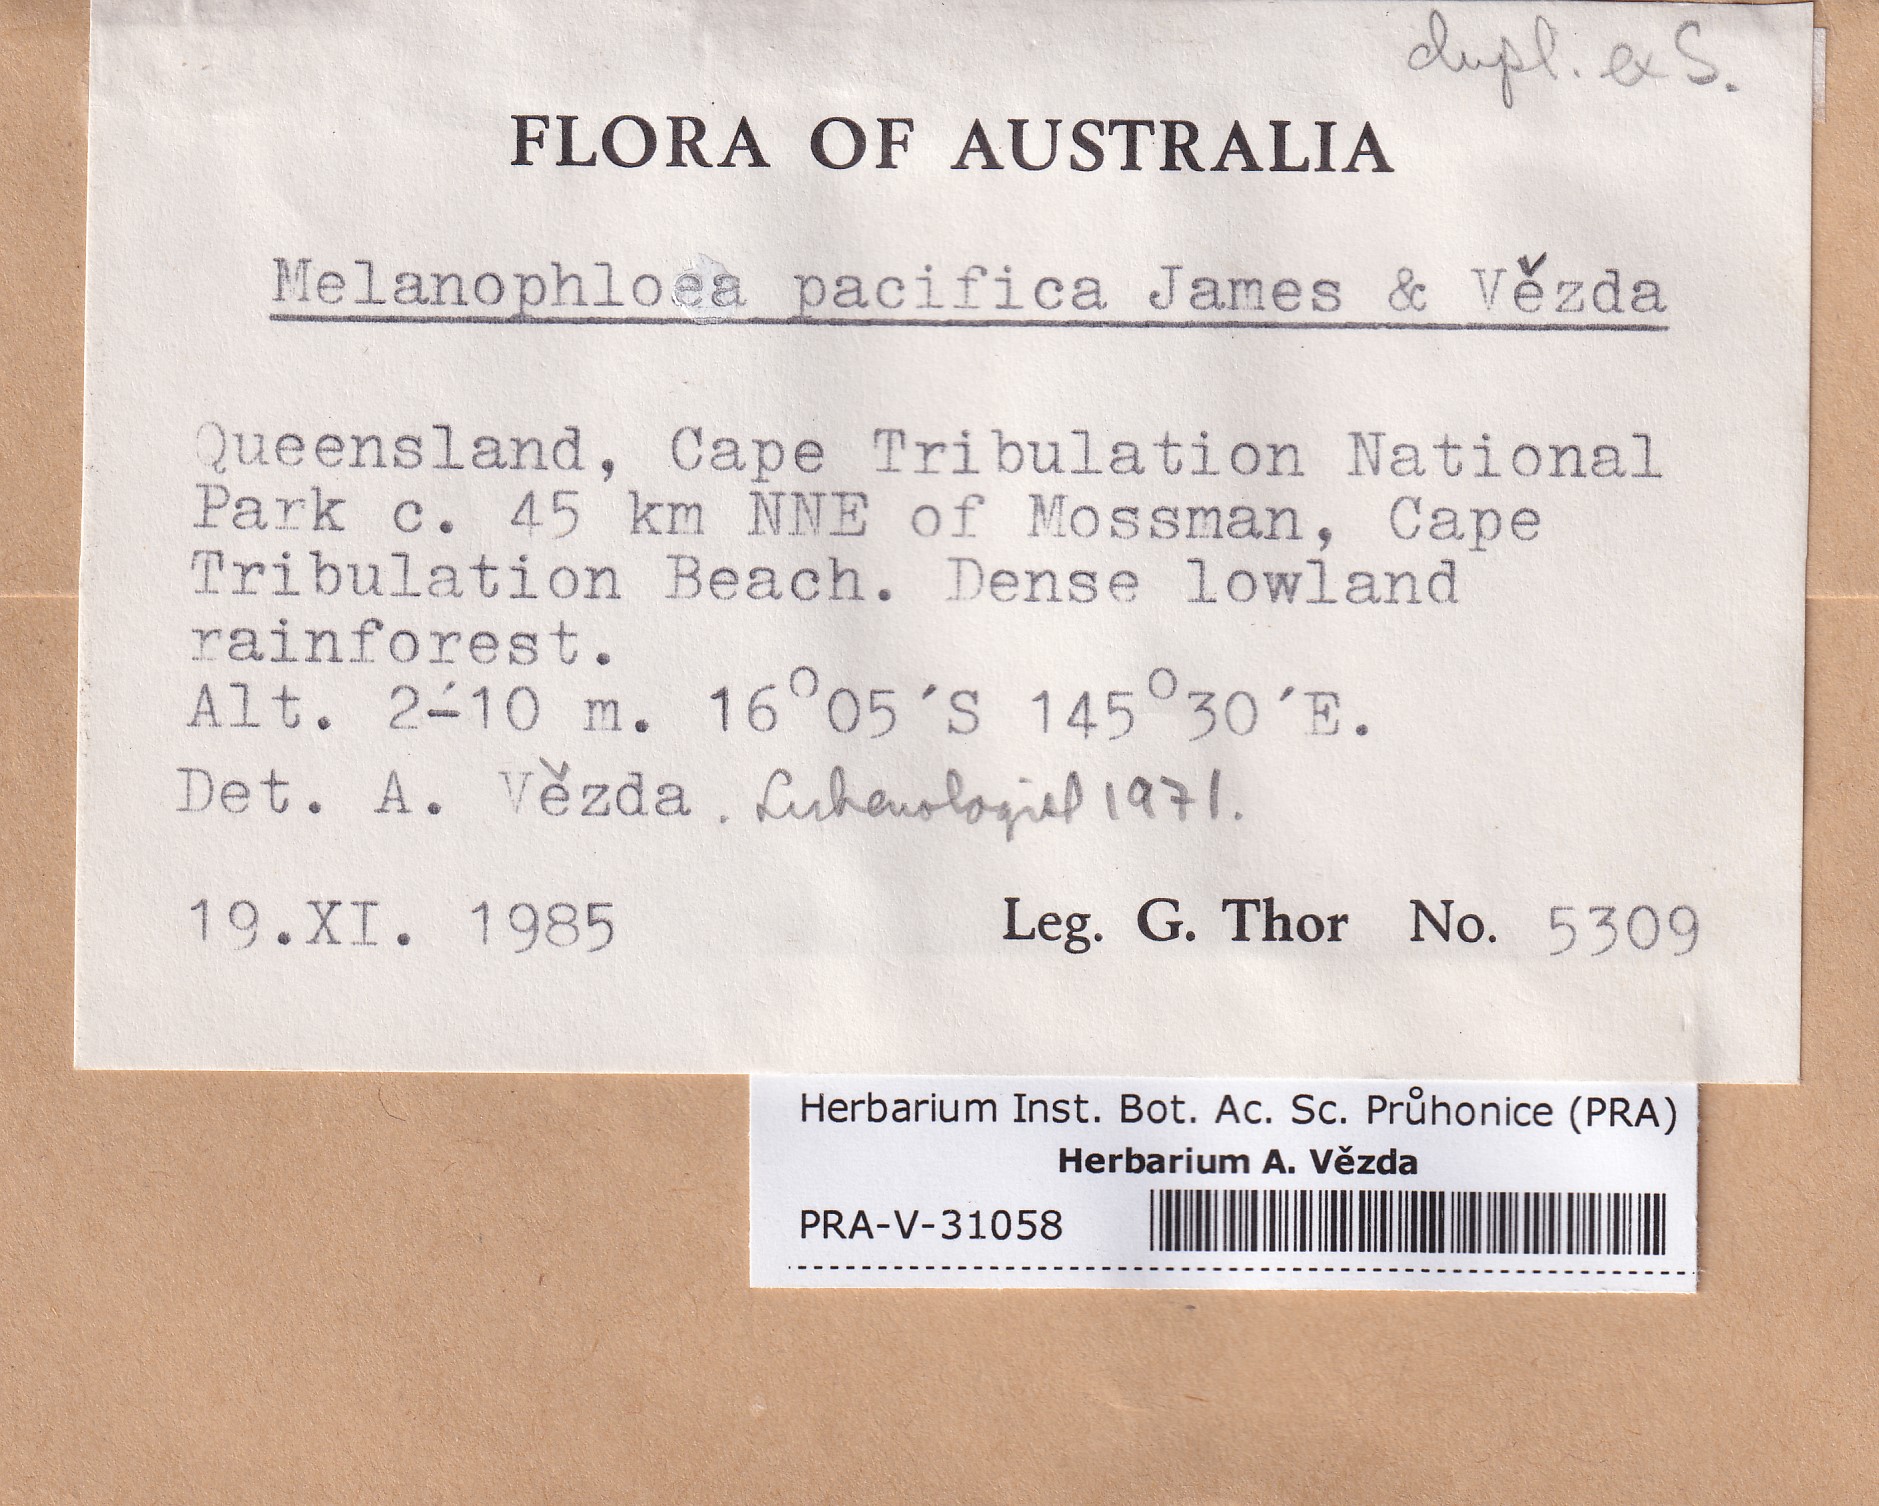 dupl. ex S.
FLORA OF AUSTRALIA
Melanophloea pacifica James & Vězda
Queensland, Cape Tribulation National
Park c. 45 km NNE of Mossman, Cape
Tribulation Beach. Dense lowland
rainforest.
Alt. 2-10 m. 16°05´S 145°30´E.
Det. A. Vězda. Lichenologist 1971.
19.XI. 1985 Leg. G. Thor No. 5309
Herbarium Inst. Bot. Ac. Sc. Průhonice (PRA)
Herbarium A. Vězda
PRA-V-31058